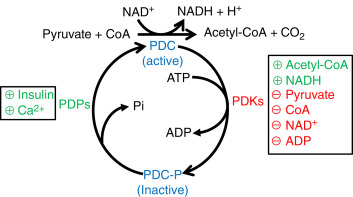 NAD⁺ NADH + H⁺
Pyruvate + CoA Acetyl-CoA + CO₂
PDC
(active)
⊕ Insulin
⊕ Ca²⁺
PDPs
Pi
ATP
ADP
PDKs
⊕ Acetyl-CoA
⊕ NADH
⊖ Pyruvate
⊖ CoA
⊖ NAD⁺
⊖ ADP
PDC-P
(Inactive)